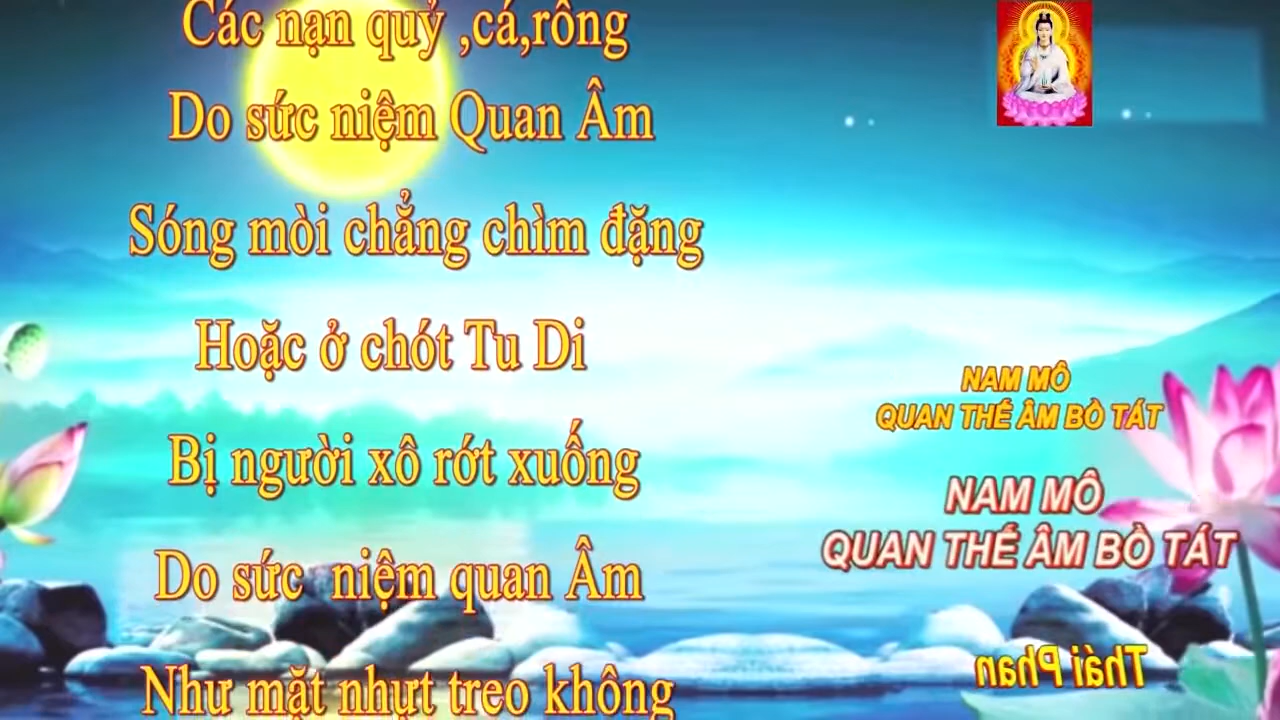 Các nạn quỷ ,cá,rồng
Do sức niệm Quan Âm
Sóng mòi chẳng chìm đặng
Hoặc ở chót Tu Di
Bị người xô rớt xuống
Do sức  niệm quan Âm
Như mặt nhựt treo không
NAM MÔ
QUAN THẾ ÂM BỒ TÁT
NAM MÔ
QUAN THẾ ÂM BỒ TÁT
Thái Phan